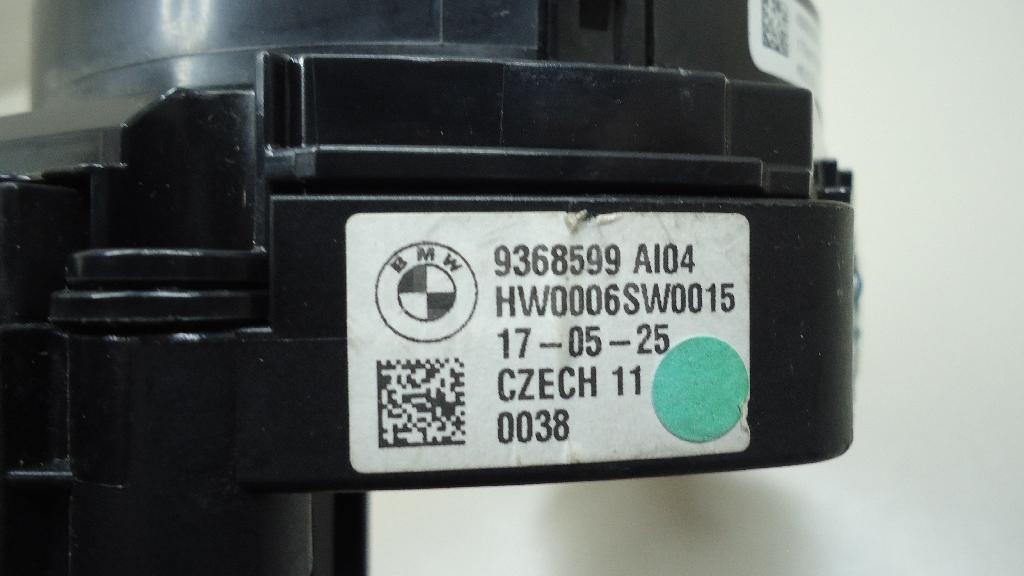 BMW
9368599 AI04
HW0006SW0015
17-05-25
CZECH 11
0038